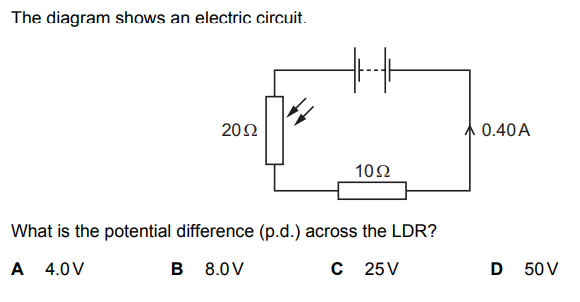 The diagram shows an electric circuit.
20 Ω
0.40 A
10 Ω
What is the potential difference (p.d.) across the LDR?
A 4.0 V B 8.0 V C 25 V D 50 V